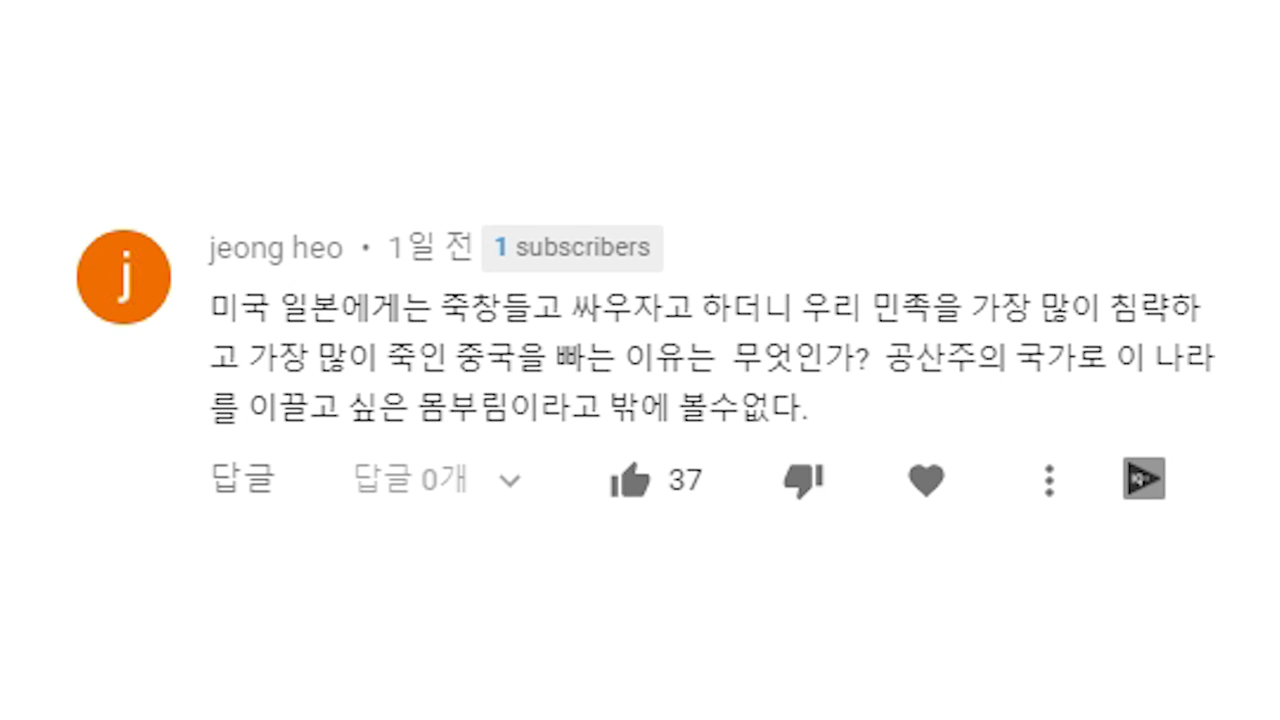 j
jeong heo • 1일 전 1 subscribers
미국 일본에게는 죽창들고 싸우자고 하더니 우리 민족을 가장 많이 침략하
고 가장 많이 죽인 중국을 빠는 이유는 무엇인가? 공산주의 국가로 이 나라
를 이끌고 싶은 몸부림이라고 밖에 볼수없다.
답글 답글 0개 37